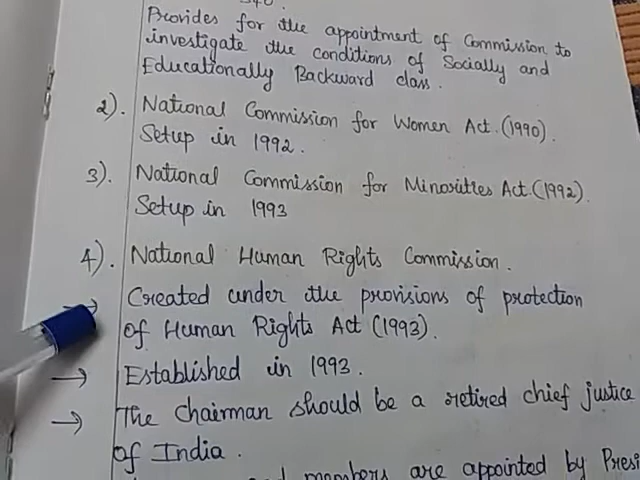 340.
Provides for the appointment of Commission to
investigate the conditions of Socially and
Educationally Backward class.
2). National Commission for Women Act.(1990).
Setup in 1992.
3). National Commission for Minorities Act.(1992).
Setup in 1993
4). National Human Rights Commission.
→ Created under the provisions of protection
of Human Rights Act (1993).
→ Established in 1993.
→ The chairman should be a retired chief justice
of India.
members are appointed by Presi